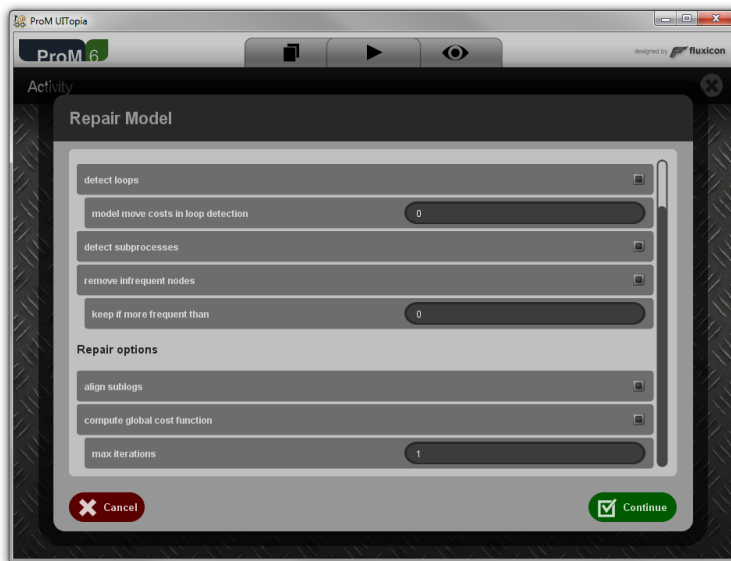 ProM UITopia
ProM 6
designed by fluxicon
Activity
Repair Model
detect loops
model move costs in loop detection 0
detect subprocesses
remove infrequent nodes
keep if more frequent than 0
Repair options
align sublogs
compute global cost function
max iterations 1
Cancel Continue